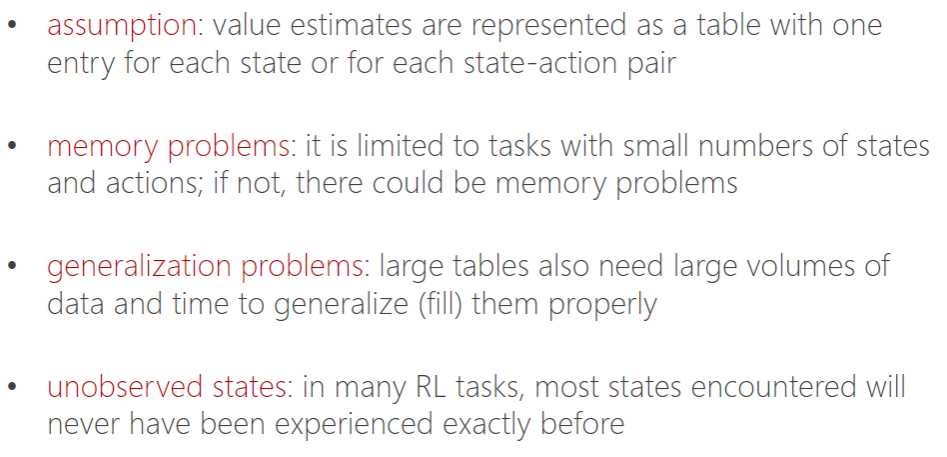 • assumption: value estimates are represented as a table with one
entry for each state or for each state-action pair
• memory problems: it is limited to tasks with small numbers of states
and actions; if not, there could be memory problems
• generalization problems: large tables also need large volumes of
data and time to generalize (fill) them properly
• unobserved states: in many RL tasks, most states encountered will
never have been experienced exactly before